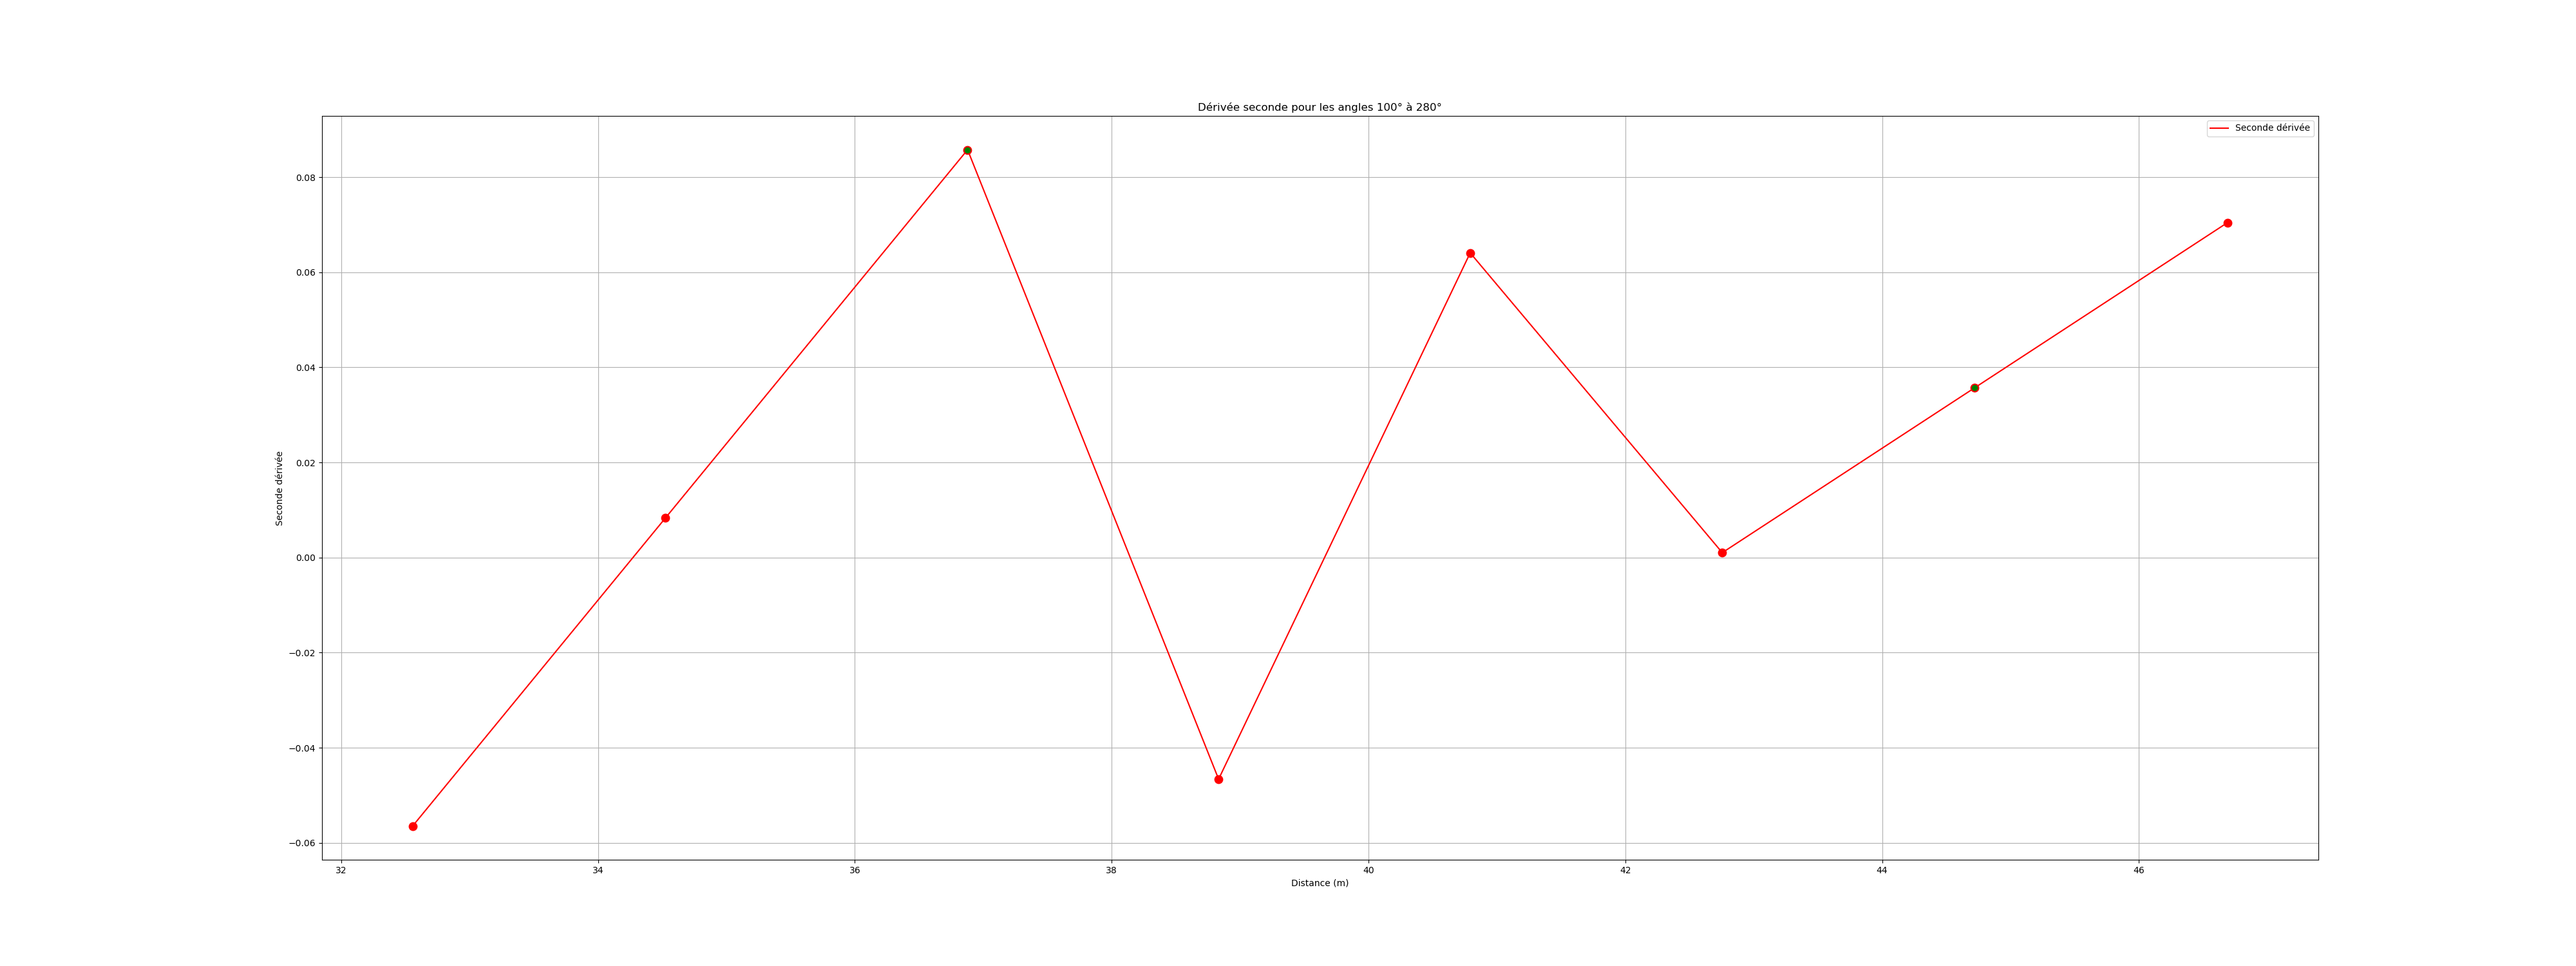 Dérivée seconde pour les angles 100° à 280°
Seconde dérivée
0.08
0.06
0.04
0.02
0.00
−0.02
−0.04
−0.06
Seconde dérivée
32 34 36 38 40 42 44 46
Distance (m)